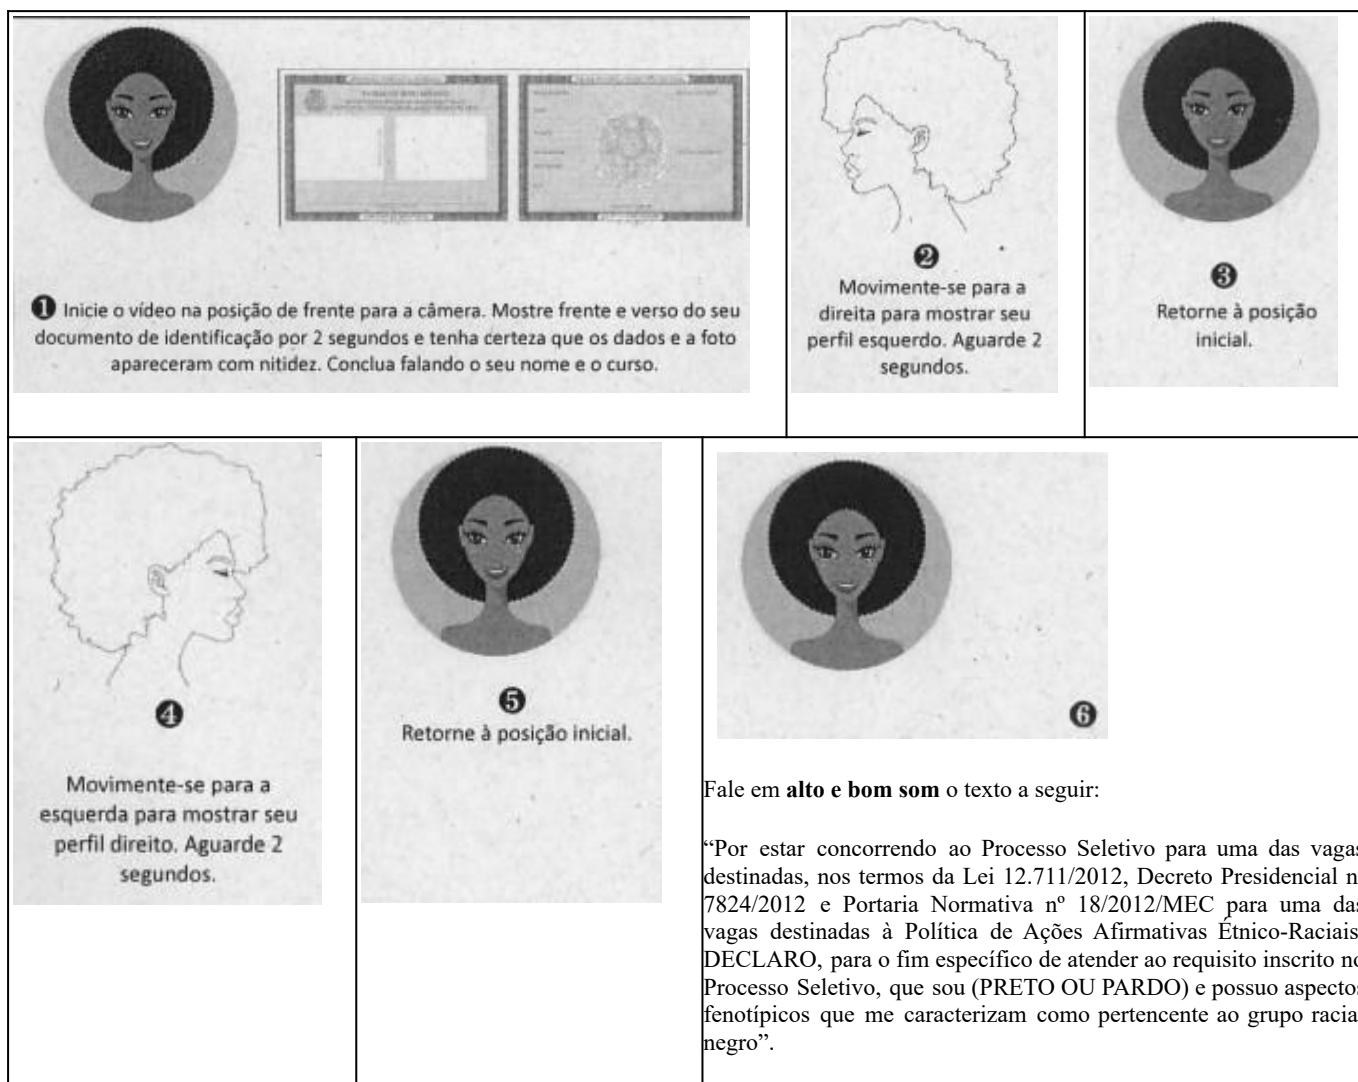 ❶ Inicie o vídeo na posição de frente para a câmera. Mostre frente e verso do seu
documento de identificação por 2 segundos e tenha certeza que os dados e a foto
apareceram com nitidez. Conclua falando o seu nome e o curso.
❷
Movimente-se para a
direita para mostrar seu
perfil esquerdo. Aguarde 2
segundos.
❸
Retorne à posição
inicial.
❹
Movimente-se para a
esquerda para mostrar seu
perfil direito. Aguarde 2
segundos.
❺
Retorne à posição inicial.
❻
Fale em alto e bom som o texto a seguir:
“Por estar concorrendo ao Processo Seletivo para uma das vagas
destinadas, nos termos da Lei 12.711/2012, Decreto Presidencial n
7824/2012 e Portaria Normativa nº 18/2012/MEC para uma das
vagas destinadas à Política de Ações Afirmativas Étnico-Raciais
DECLARO, para o fim específico de atender ao requisito inscrito no
Processo Seletivo, que sou (PRETO OU PARDO) e possuo aspectos
fenotípicos que me caracterizam como pertencente ao grupo racia
negro”.